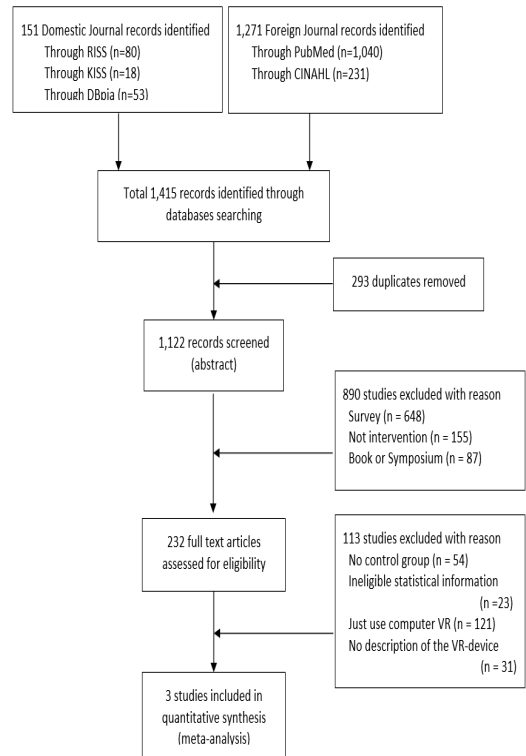 151 Domestic Journal records identified
Through RISS (n=80)
Through KISS (n=18)
Through DBpia (n=53)
1,271 Foreign Journal records identified
Through PubMed (n=1,040)
Through CINAHL (n=231)
Total 1,415 records identified through
databases searching
293 duplicates removed
1,122 records screened
(abstract)
890 studies excluded with reason
Survey (n = 648)
Not intervention (n = 155)
Book or Symposium (n = 87)
232 full text articles
assessed for eligibility
113 studies excluded with reason
No control group (n = 54)
Ineligible statistical information
(n =23)
Just use computer VR (n = 121)
No description of the VR-device
(n = 31)
3 studies included in
quantitative synthesis
(meta-analysis)